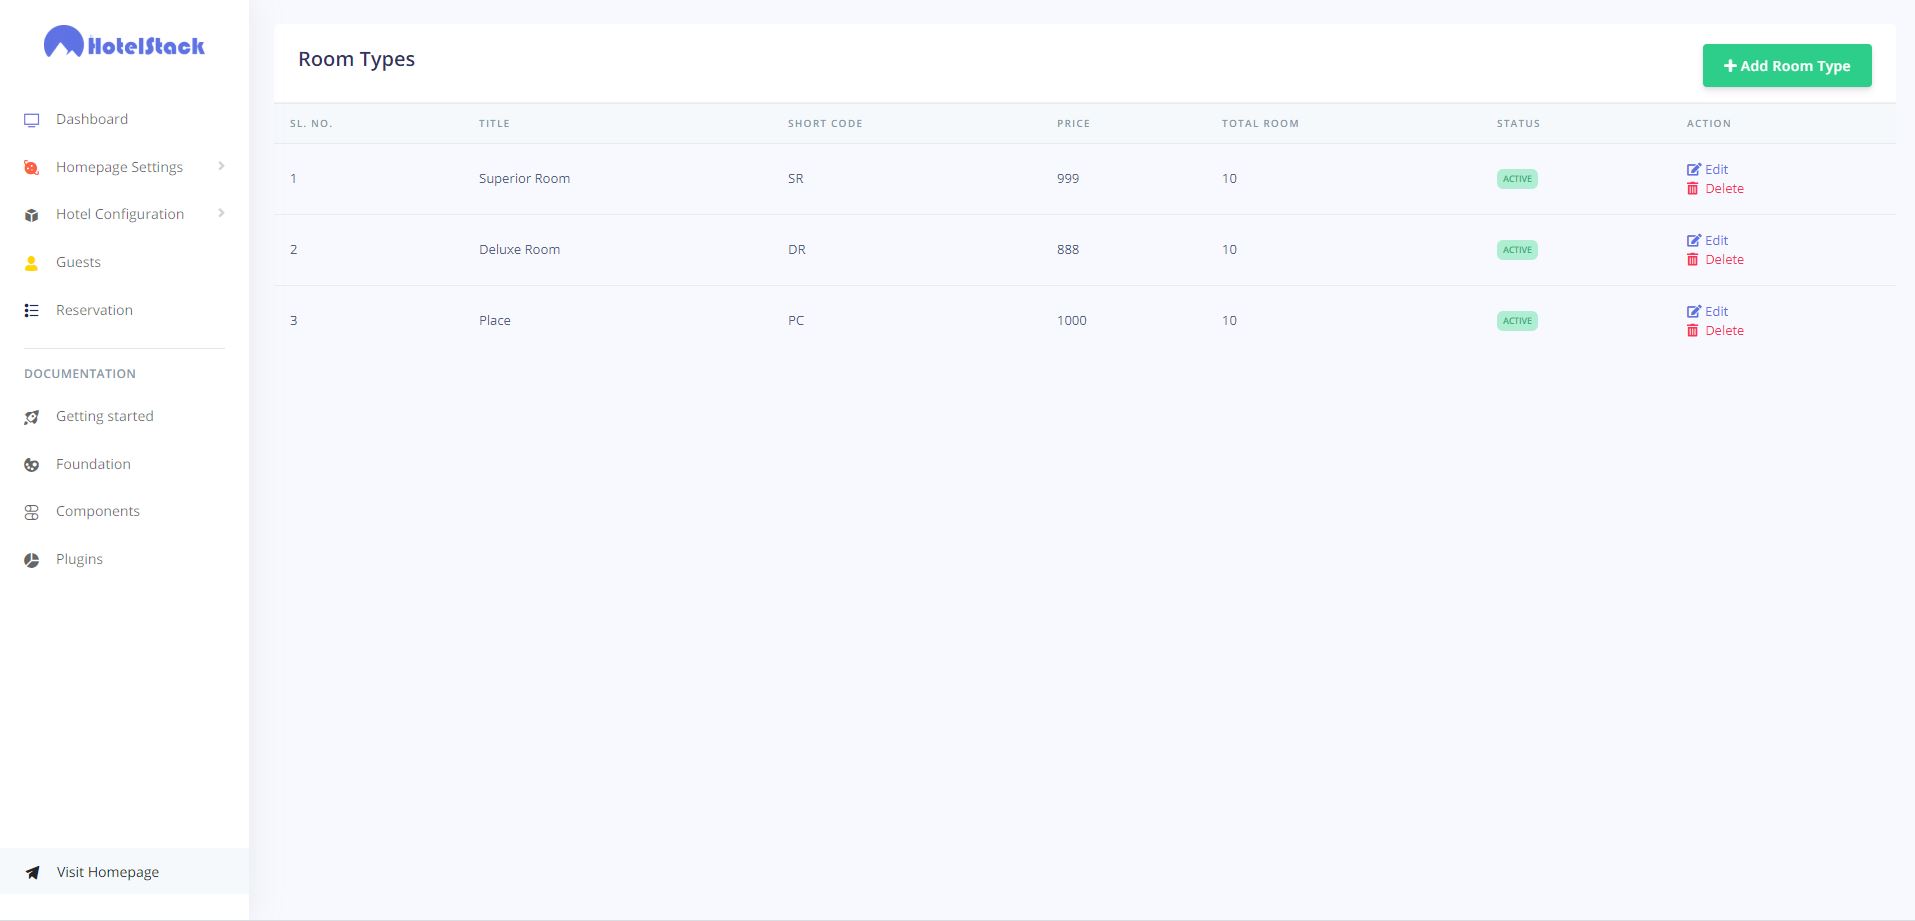 HotelStack
Dashboard
Homepage Settings
Hotel Configuration
Guests
Reservation
DOCUMENTATION
Getting started
Foundation
Components
Plugins
Visit Homepage
Room Types
Add Room Type
SL. NO. TITLE SHORT CODE PRICE TOTAL ROOM STATUS ACTION
1 Superior Room SR 999 10 ACTIVE Edit
Delete
2 Deluxe Room DR 888 10 ACTIVE Edit
Delete
3 Place PC 1000 10 ACTIVE Edit
Delete